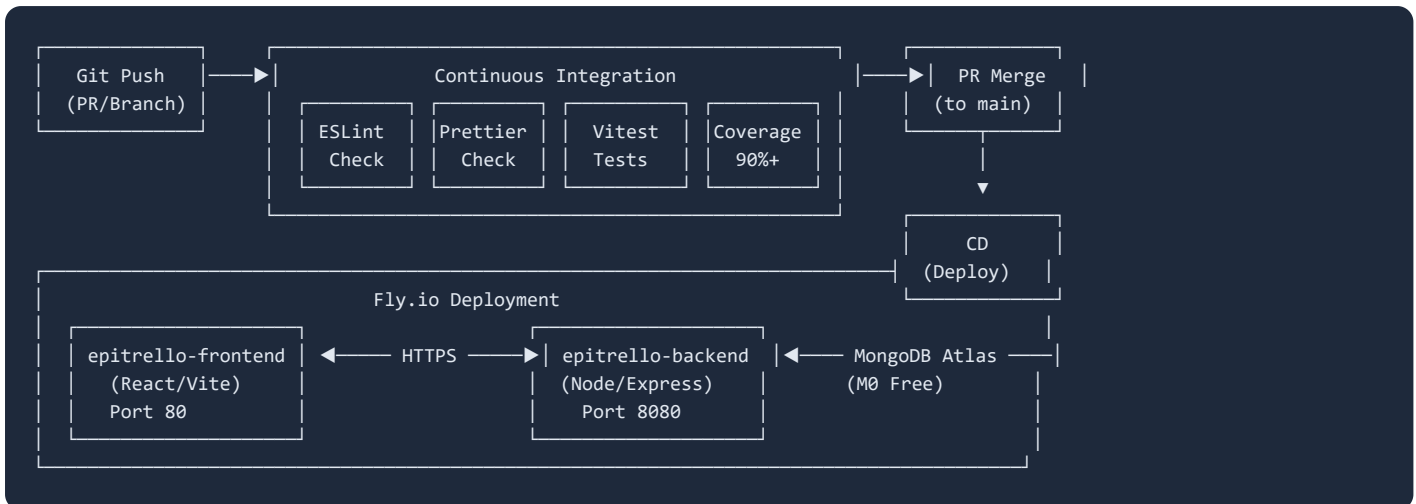 Git Push Continuous Integration PR Merge
(PR/Branch) (to main)
ESLint Prettier Vitest Coverage
Check Check Tests 90%+
CD
(Deploy)
Fly.io Deployment
epitrello-frontend HTTPS epitrello-backend MongoDB Atlas
(React/Vite) (Node/Express) (M0 Free)
Port 80 Port 8080